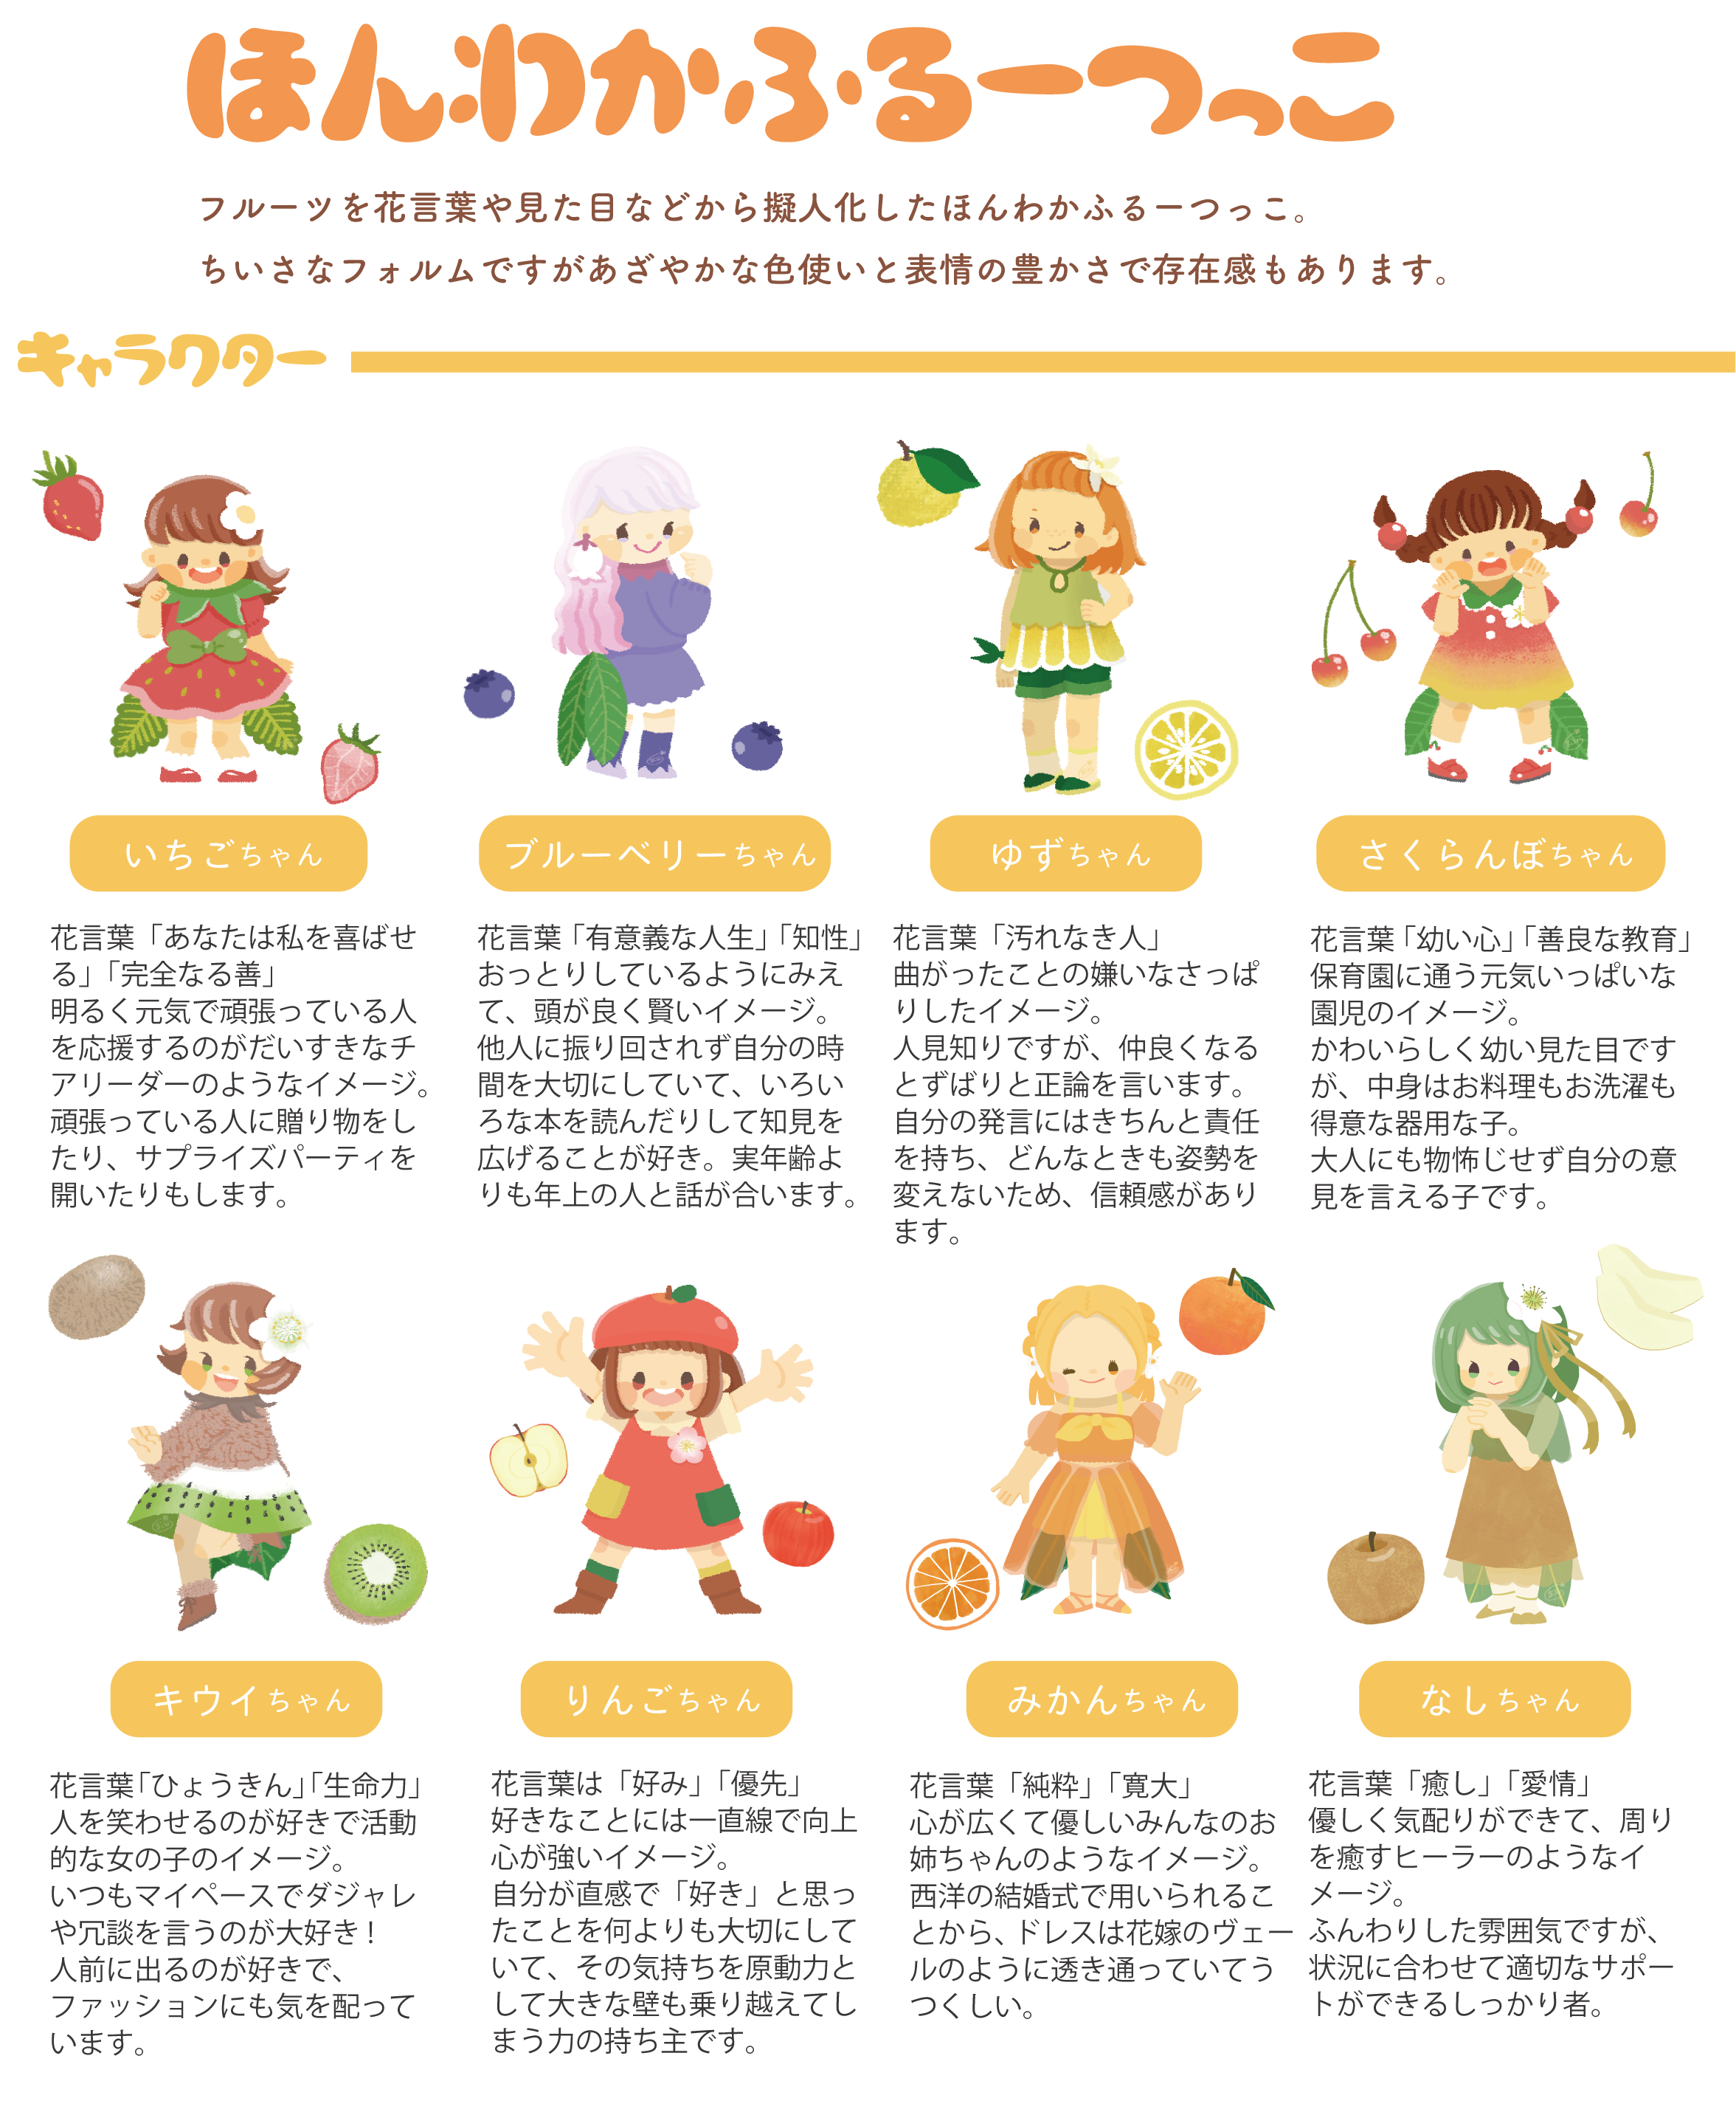 ほんわかふるーつっこ
フルーツを花言葉や見た目などから擬人化したほんわかふるーつっこ。
ちいさなフォルムですがあざやかな色使いと表情の豊かさで存在感もあります。
キャラクター
いちごちゃん
花言葉「あなたは私を喜ばせ
る」「完全なる善」
明るく元気で頑張っている人
を応援するのがだいすきなチ
アリーダーのようなイメージ。
頑張っている人に贈り物をし
たり、サプライズパーティを
開いたりもします。
ブルーベリーちゃん
花言葉「有意義な人生」「知性」
おっとりしているようにみえ
て、頭が良く賢いイメージ。
他人に振り回されず自分の時
間を大切にしていて、いろい
ろな本を読んだりして知見を
広げることが好き。実年齢よ
りも年上の人と話が合います。
ゆずちゃん
花言葉「汚れなき人」
曲がったことの嫌いなさっぱ
りしたイメージ。
人見知りですが、仲良くなる
とずばりと正論を言います。
自分の発言にはきちんと責任
を持ち、どんなときも姿勢を
変えないため、信頼感があり
ます。
さくらんぼちゃん
花言葉「幼い心」「善良な教育」
保育園に通う元気いっぱいな
園児のイメージ。
かわいらしく幼い見た目です
が、中身はお料理もお洗濯も
得意な器用な子。
大人にも物怖じせず自分の意
見を言える子です。
キウイちゃん
花言葉「ひょうきん」「生命力」
人を笑わせるのが好きで活動
的な女の子のイメージ。
いつもマイペースでダジャレ
や冗談を言うのが大好き！
人前に出るのが好きで、
ファッションにも気を配って
います。
りんごちゃん
花言葉は「好み」「優先」
好きなことには一直線で向上
心が強いイメージ。
自分が直感で「好き」と思っ
たことを何よりも大切にして
いて、その気持ちを原動力と
して大きな壁も乗り越えてし
まう力の持ち主です。
みかんちゃん
花言葉「純粋」「寛大」
心が広くて優しいみんなのお
姉ちゃんのようなイメージ。
西洋の結婚式で用いられるこ
とから、ドレスは花嫁のヴェー
ルのように透き通っていてう
つくしい。
なしちゃん
花言葉「癒し」「愛情」
優しく気配りができて、周り
を癒すヒーラーのようなイ
メージ。
ふんわりした雰囲気ですが、
状況に合わせて適切なサポー
トができるしっかり者。